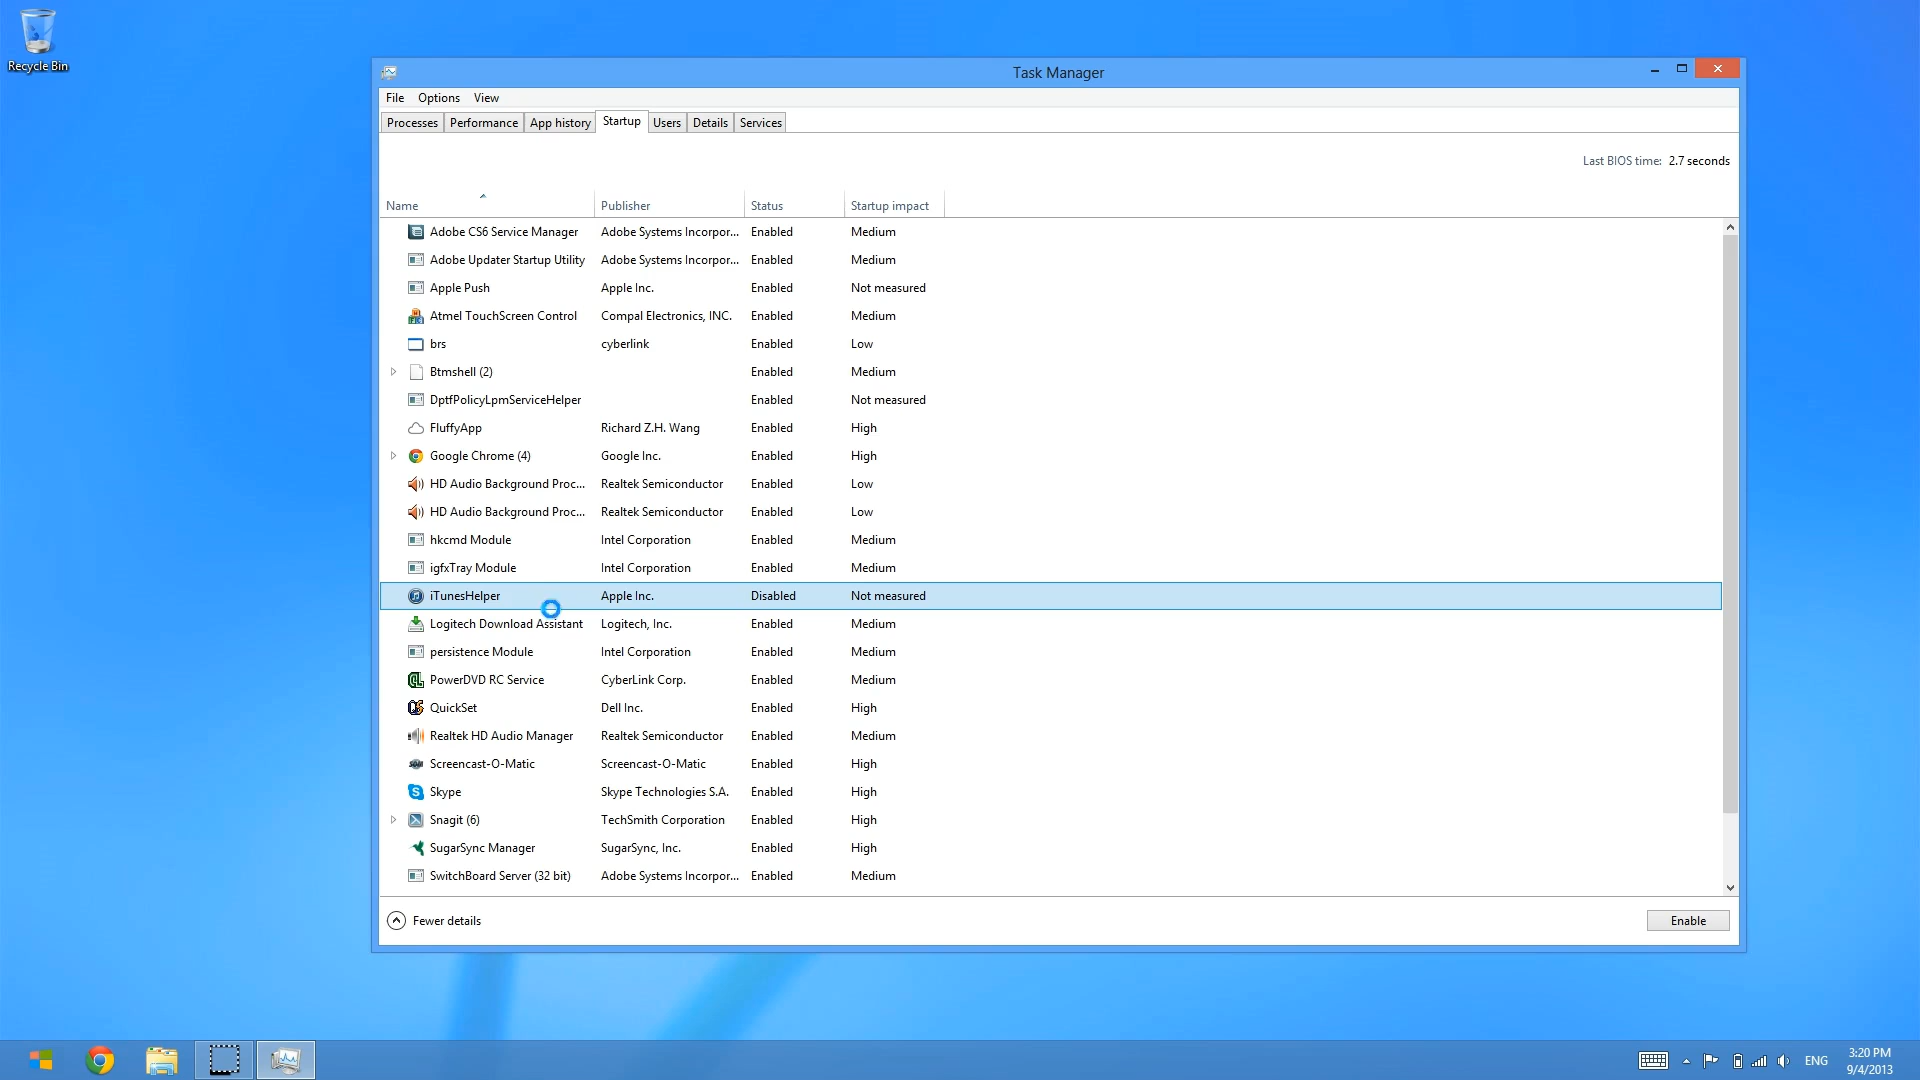 Recycle Bin
Task Manager
File Options View
Processes Performance App history Startup Users Details Services
Last BIOS time: 2.7 seconds
Name Publisher Status Startup impact
Adobe CS6 Service Manager Adobe Systems Incorpor... Enabled Medium
Adobe Updater Startup Utility Adobe Systems Incorpor... Enabled Medium
Apple Push Apple Inc. Enabled Not measured
Atmel TouchScreen Control Compal Electronics, INC. Enabled Medium
brs cyberlink Enabled Low
Btmshell (2) Enabled Medium
DptfPolicyLpmServiceHelper Enabled Not measured
FluffyApp Richard Z.H. Wang Enabled High
Google Chrome (4) Google Inc. Enabled High
HD Audio Background Proc... Realtek Semiconductor Enabled Low
HD Audio Background Proc... Realtek Semiconductor Enabled Low
hkcmd Module Intel Corporation Enabled Medium
igfxTray Module Intel Corporation Enabled Medium
iTunesHelper Apple Inc. Disabled Not measured
Logitech Download Assistant Logitech, Inc. Enabled Medium
persistence Module Intel Corporation Enabled Medium
PowerDVD RC Service CyberLink Corp. Enabled Medium
QuickSet Dell Inc. Enabled High
Realtek HD Audio Manager Realtek Semiconductor Enabled Medium
Screencast-O-Matic Screencast-O-Matic Enabled High
Skype Skype Technologies S.A. Enabled High
Snagit (6) TechSmith Corporation Enabled High
SugarSync Manager SugarSync, Inc. Enabled High
SwitchBoard Server (32 bit) Adobe Systems Incorpor... Enabled Medium
Fewer details Enable
ENG 3:20 PM
9/4/2013